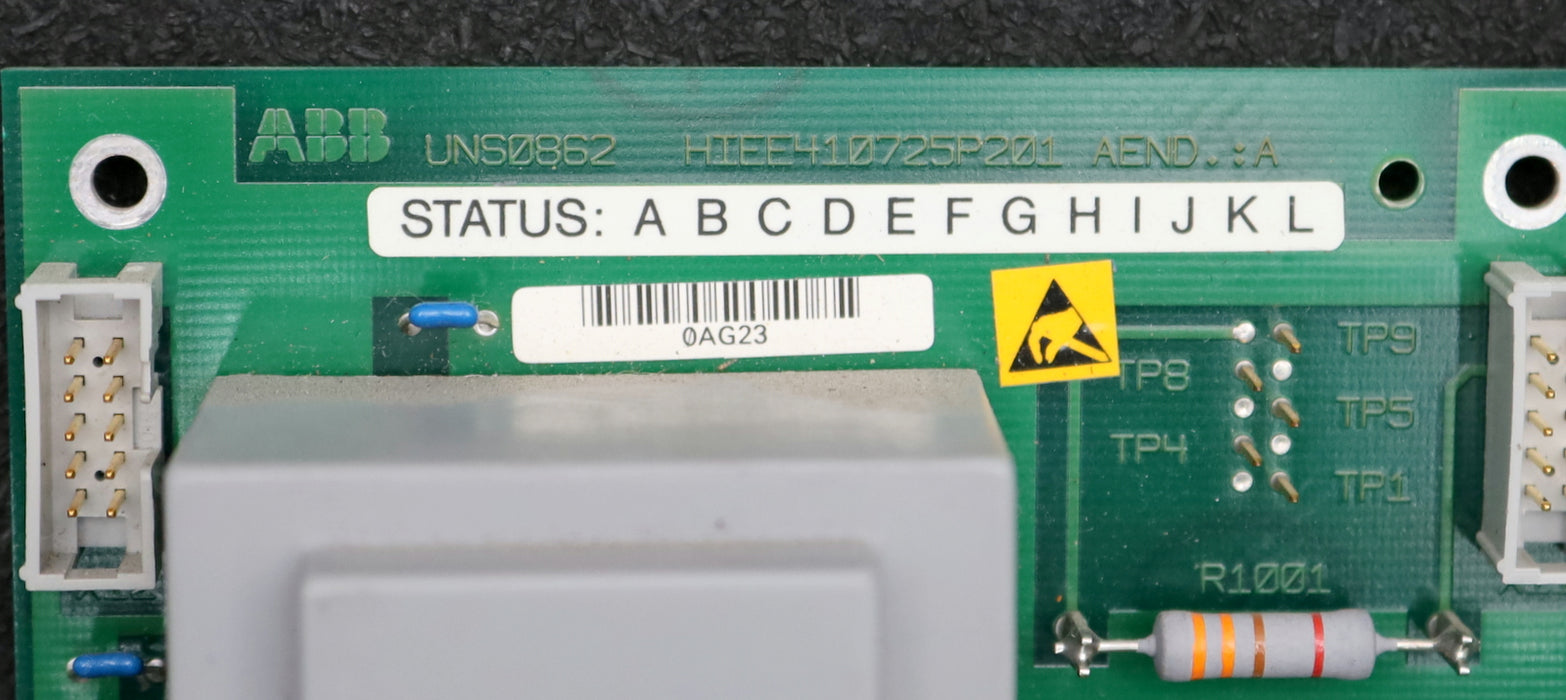 ABB UNS0862 HIEE410725P201 AEND.:A
STATUS: A B C D E F G H I J K L
0AG23
TP9
TP8
TP5
TP4
TP1
R1001